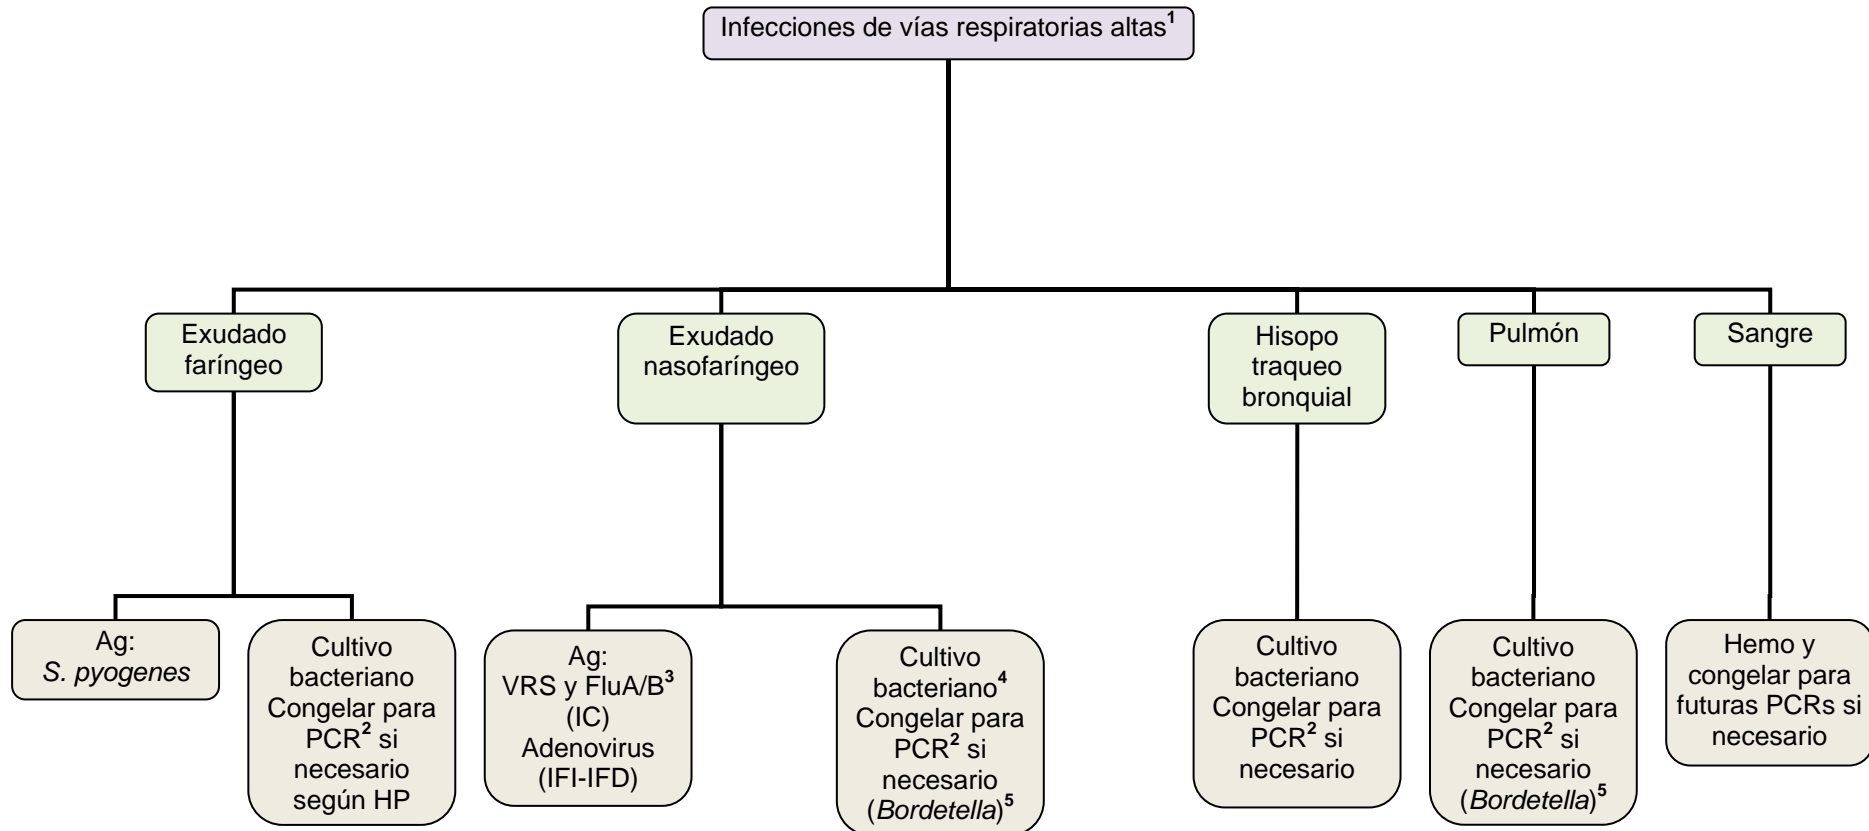 Infecciones de vías respiratorias altas¹
Exudado
faríngeo
Exudado
nasofaríngeo
Hisopo
traqueo
bronquial
Pulmón
Sangre
Ag:
S. pyogenes
Cultivo
bacteriano
Congelar para
PCR² si
necesario
según HP
Ag:
VRS y FluA/B³
(IC)
Adenovirus
(IFI-IFD)
Cultivo
bacteriano⁴
Congelar para
PCR² si
necesario
(Bordetella)⁵
Cultivo
bacteriano
Congelar para
PCR² si
necesario
Cultivo
bacteriano
Congelar para
PCR² si
necesario
(Bordetella)⁵
Hemo y
congelar para
futuras PCRs si
necesario